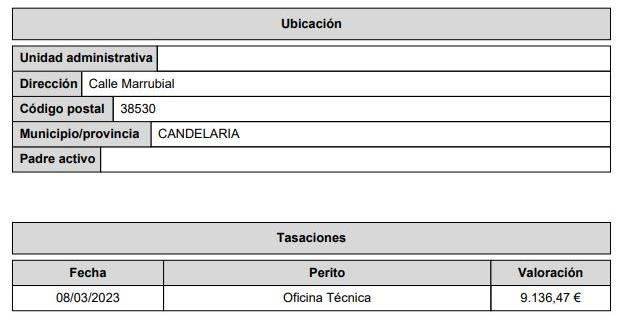 Ubicación
Unidad administrativa
Dirección Calle Marrubial
Código postal 38530
Municipio/provincia CANDELARIA
Padre activo
Tasaciones
Fecha Perito Valoración
08/03/2023 Oficina Técnica 9.136,47 €